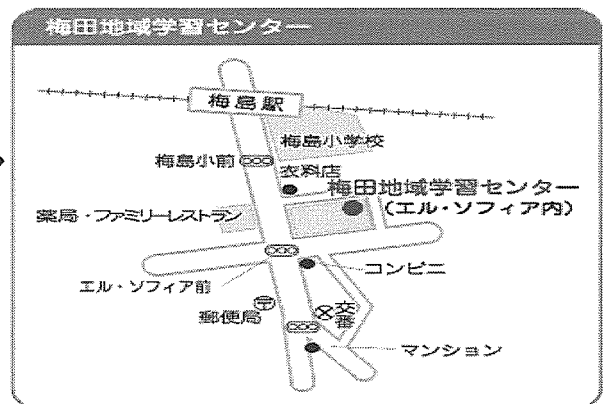 梅田地域学習センター
梅島駅
梅島小学校
梅島小前
衣料店
梅田地域学習センター
(エル・ソフィア内)
薬局・ファミリーレストラン
コンビニ
エル・ソフィア前
郵便局
交番
マンション